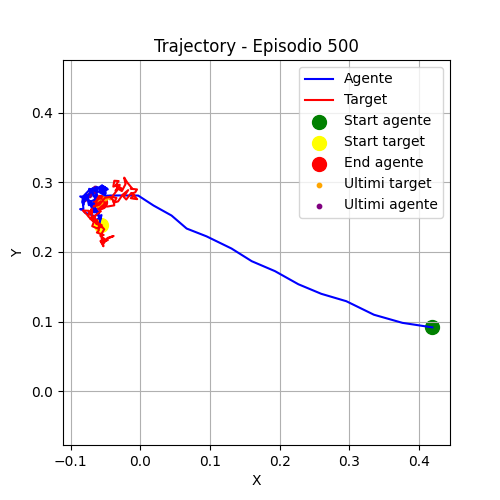 Trajectory - Episodio 500
Agente
Target
Start agente
Start target
End agente
Ultimi target
Ultimi agente
Y
0.4
0.3
0.2
0.1
0.0
−0.1
0.0
0.1
0.2
0.3
0.4
X